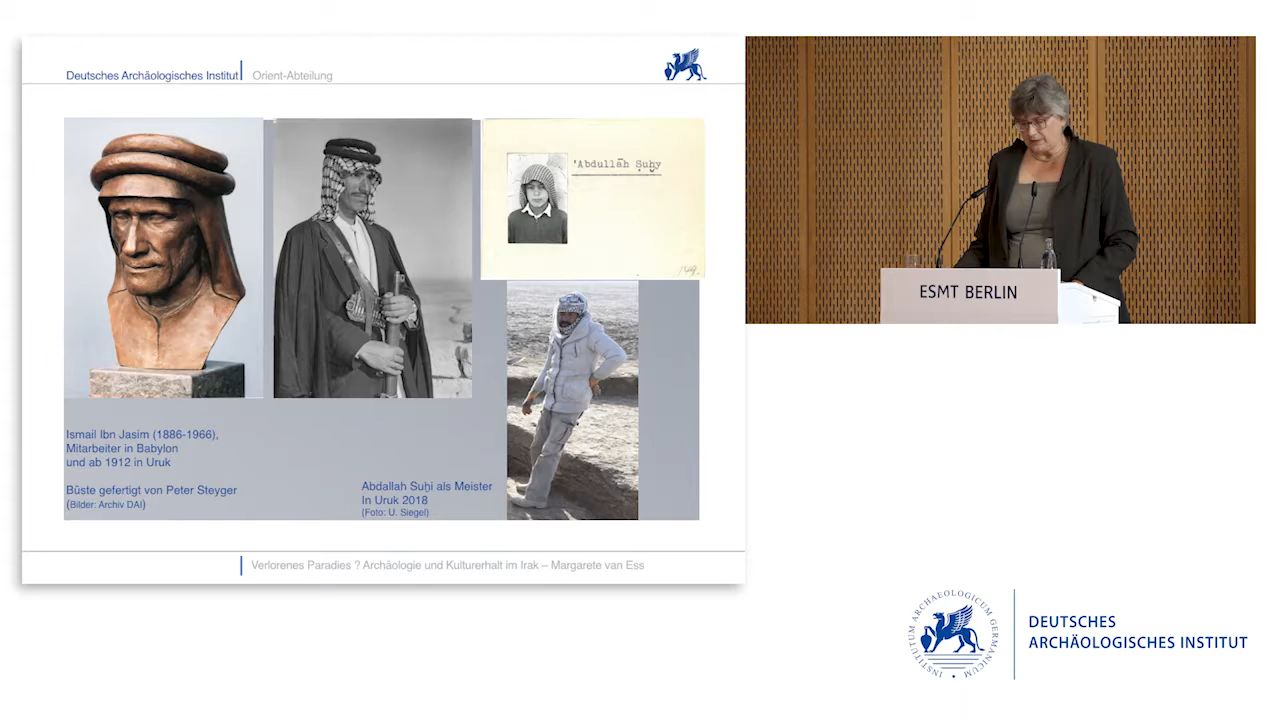 Deutsches Archäologisches Institut
Orient-Abteilung
'Abdullāh Ṣuḥy
Ismail Ibn Jasim (1886-1966),
Mitarbeiter in Babylon
und ab 1912 in Uruk
Büste gefertigt von Peter Steyger
(Bilder: Archiv DAI)
Abdallah Suḫi als Meister
In Uruk 2018
(Foto: U. Siegel)
Verlorenes Paradies ? Archäologie und Kulturerhalt im Irak – Margarete van Ess
ESMT BERLIN
INSTITUTUM ARCHAEOLOGICUM GERMANICUM
DEUTSCHES
ARCHÄOLOGISCHES INSTITUT